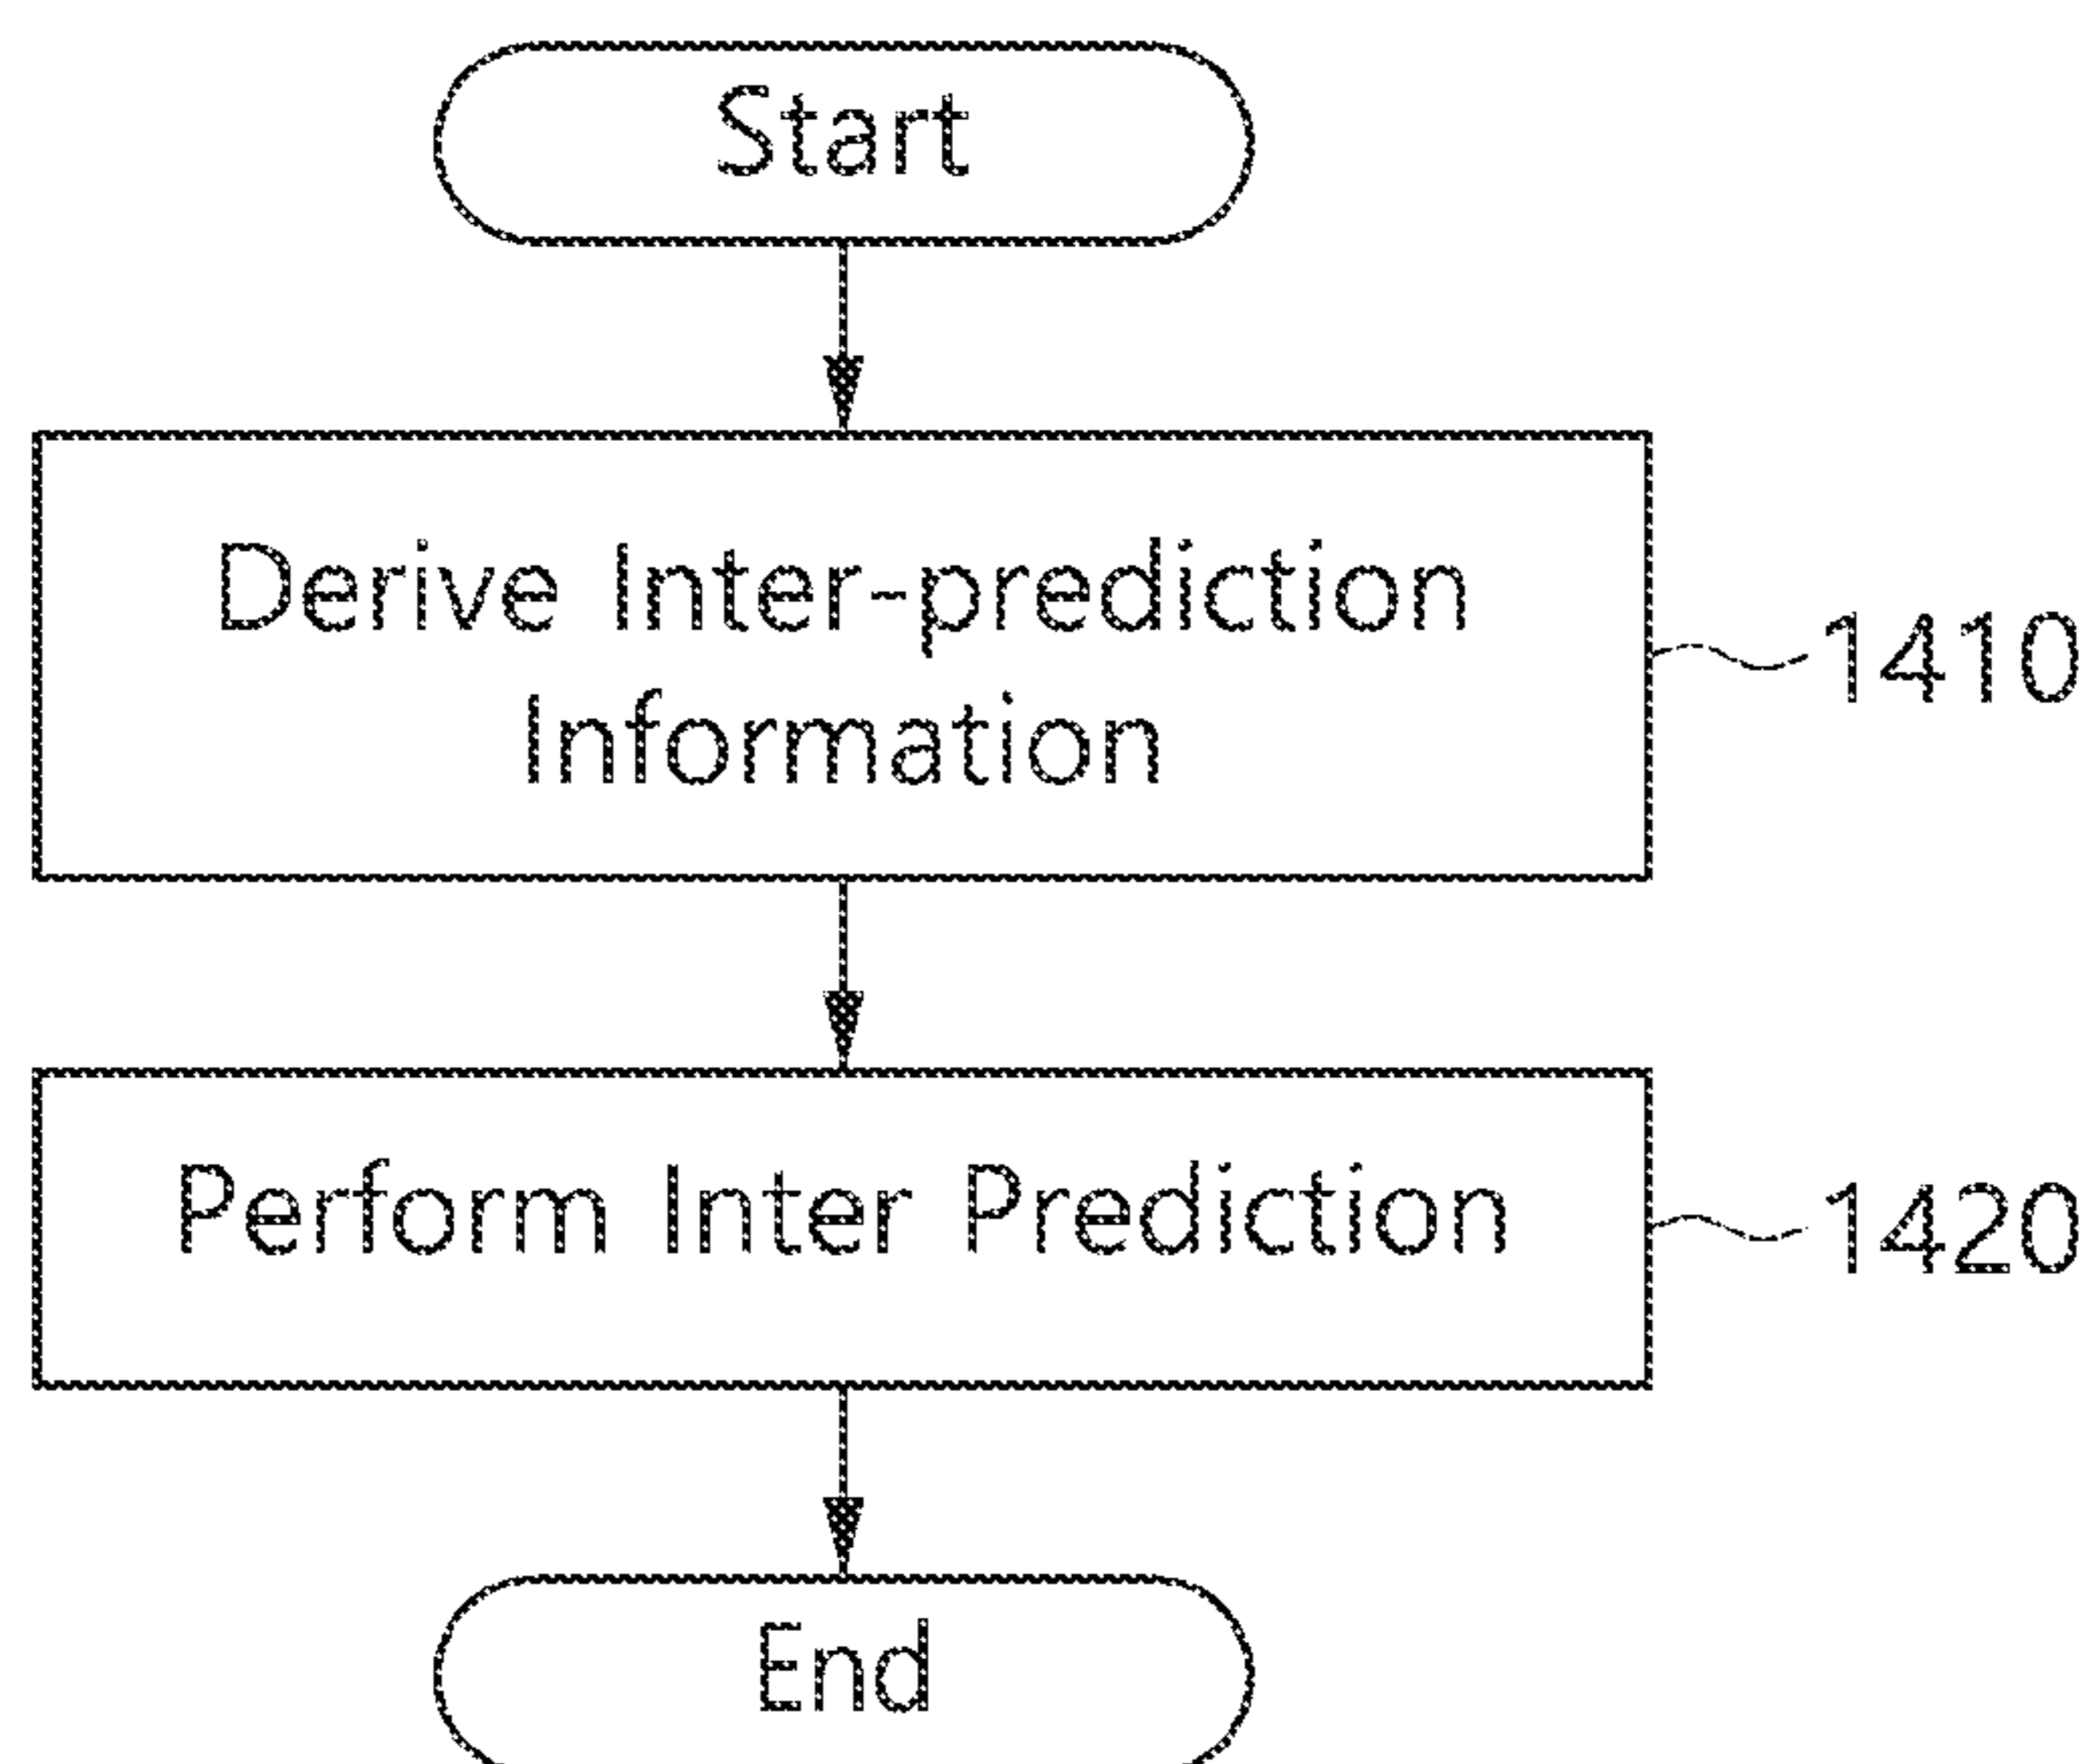 Start
Derive Inter-prediction
Information
1410
Perform Inter Prediction
1420
End